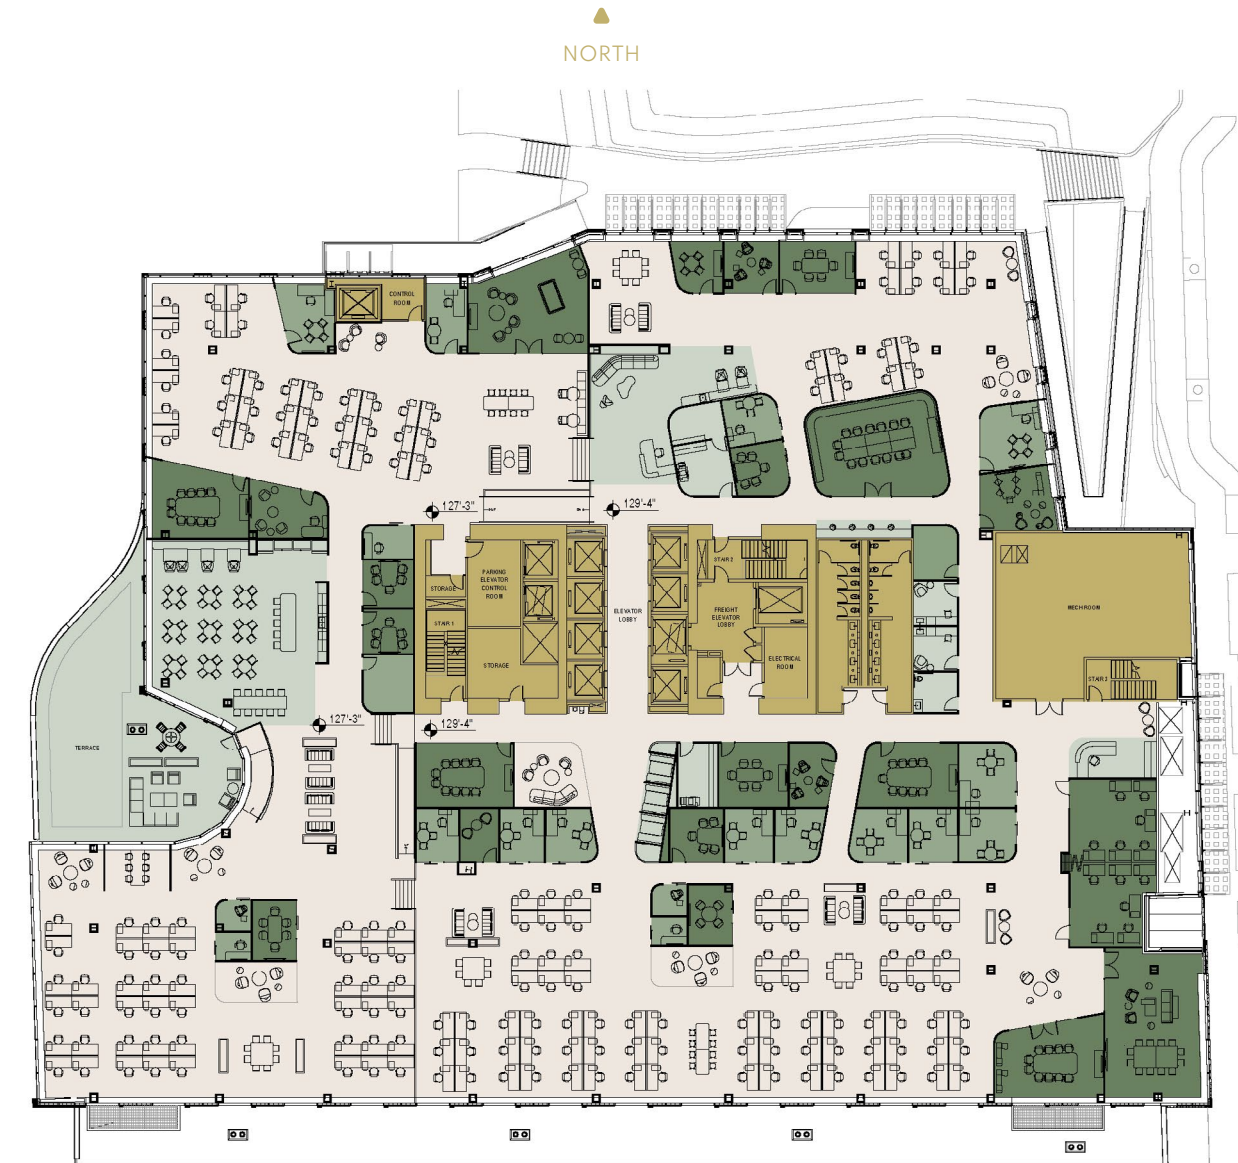 NORTH
CONTROL
ROOM
127'-3"
129'-4"
STORAGE
PARKING
ELEVATOR
CONTROL
ROOM
STAIR 1
STORAGE
ELEVATOR
LOBBY
STAIR 2
FREIGHT
ELEVATOR
LOBBY
ELECTRICAL
ROOM
MECH ROOM
STAIR 3
127'-3"
129'-4"
TERRACE